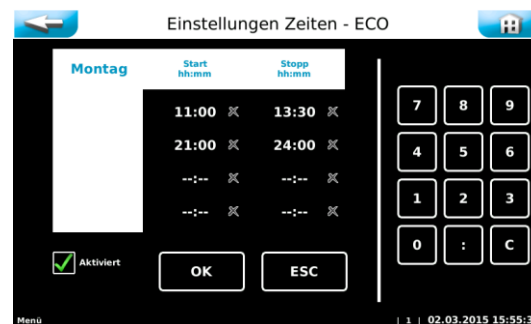 Einstellungen Zeiten - ECO
Montag
Start
hh:mm
Stopp
hh:mm
11:00 13:30
21:00 24:00
--:-- --:--
--:-- --:--
7 8 9
4 5 6
1 2 3
0 : C
Aktiviert
OK
ESC
Menü
| 1 | 02.03.2015 15:55:3